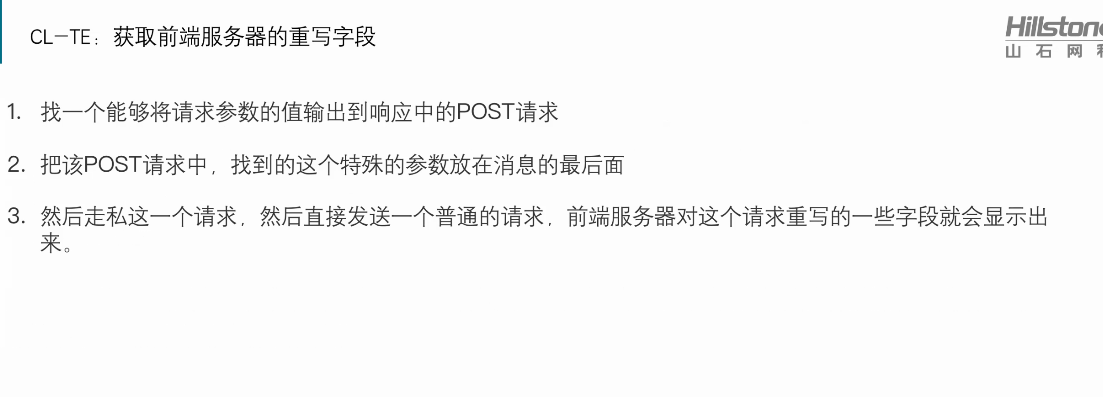 CL-TE：获取前端服务器的重写字段
Hillstone
山石网科
1. 找一个能够将请求参数的值输出到响应中的POST请求
2. 把该POST请求中，找到的这个特殊的参数放在消息的最后面
3. 然后走私这一个请求，然后直接发送一个普通的请求，前端服务器对这个请求重写的一些字段就会显示出
来。